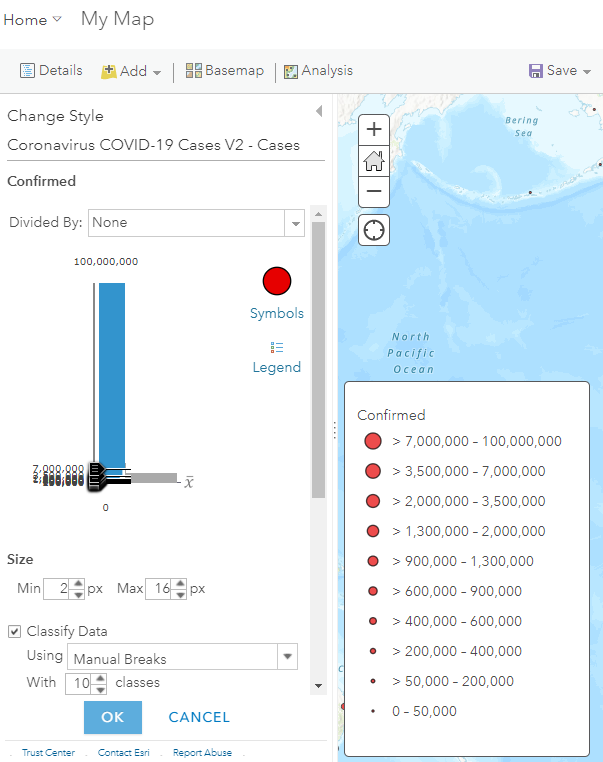 Home My Map
Details Add Basemap Analysis Save
Change Style
Coronavirus COVID-19 Cases V2 - Cases
Confirmed
Divided By: None
100,000,000
7,000,000
x̅
0
Symbols
Legend
Size
Min 2 px Max 16 px
Classify Data
Using Manual Breaks
With 10 classes
OK CANCEL
Trust Center Contact Esri Report Abuse
Bering
Sea
North
Pacific
Ocean
Confirmed
> 7,000,000 – 100,000,000
> 3,500,000 – 7,000,000
> 2,000,000 – 3,500,000
> 1,300,000 – 2,000,000
> 900,000 – 1,300,000
> 600,000 – 900,000
> 400,000 – 600,000
> 200,000 – 400,000
> 50,000 – 200,000
0 – 50,000